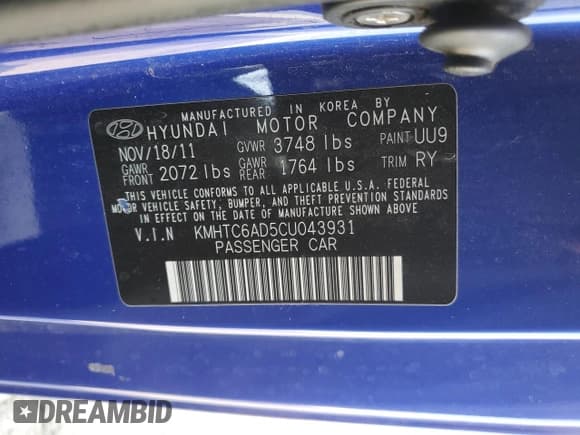 MANUFACTURED IN KOREA BY
HYUNDAI MOTOR COMPANY
NOV/18/11 GVWR 3748 lbs PAINT UU9
GAWR FRONT 2072 lbs GAWR REAR 1764 lbs TRIM RY
THIS VEHICLE CONFORMS TO ALL APPLICABLE U.S.A. FEDERAL
MOTOR VEHICLE SAFETY, BUMPER, AND THEFT PREVENTION STANDARDS
IN EFFECT ON THE DATE OF MANUFACTURE SHOWN ABOVE
V.I.N KMHTC6AD5CU043931
PASSENGER CAR
DREAMBID